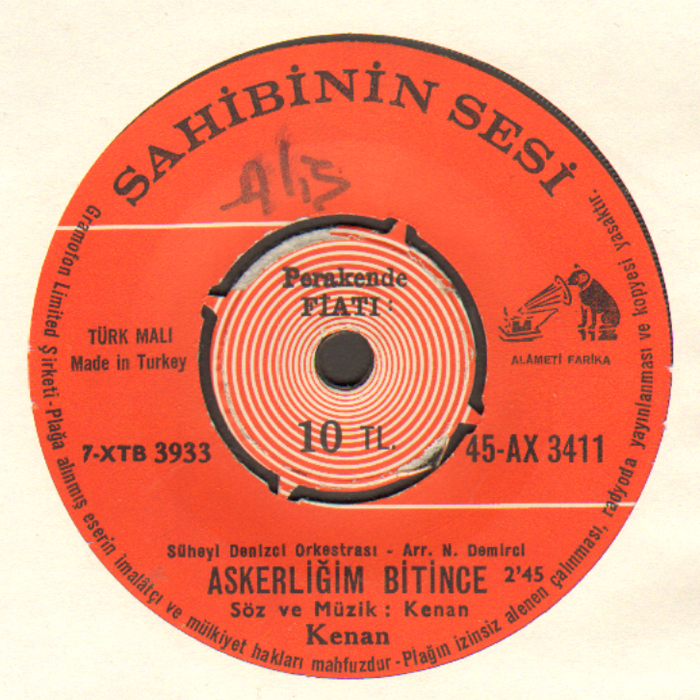 SAHİBİNİN SESİ
Perakende
FİATI :
10 TL.
TÜRK MALI
Made in Turkey
7-XTB 3933
ALÂMETİ FARİKA
45-AX 3411
Süheyl Denizci Orkestrası - Arr. N. Demirci
ASKERLİĞİM BİTİNCE 2'45
Söz ve Müzik : Kenan
Kenan
Gramofon Limited Şirketi-Plağa alınmış eserin imalâtçı ve mülkiyet hakları mahfuzdur-Plağın izinsiz alenen çalınması, radyoda yayınlanması ve kopyesi yasaktır.